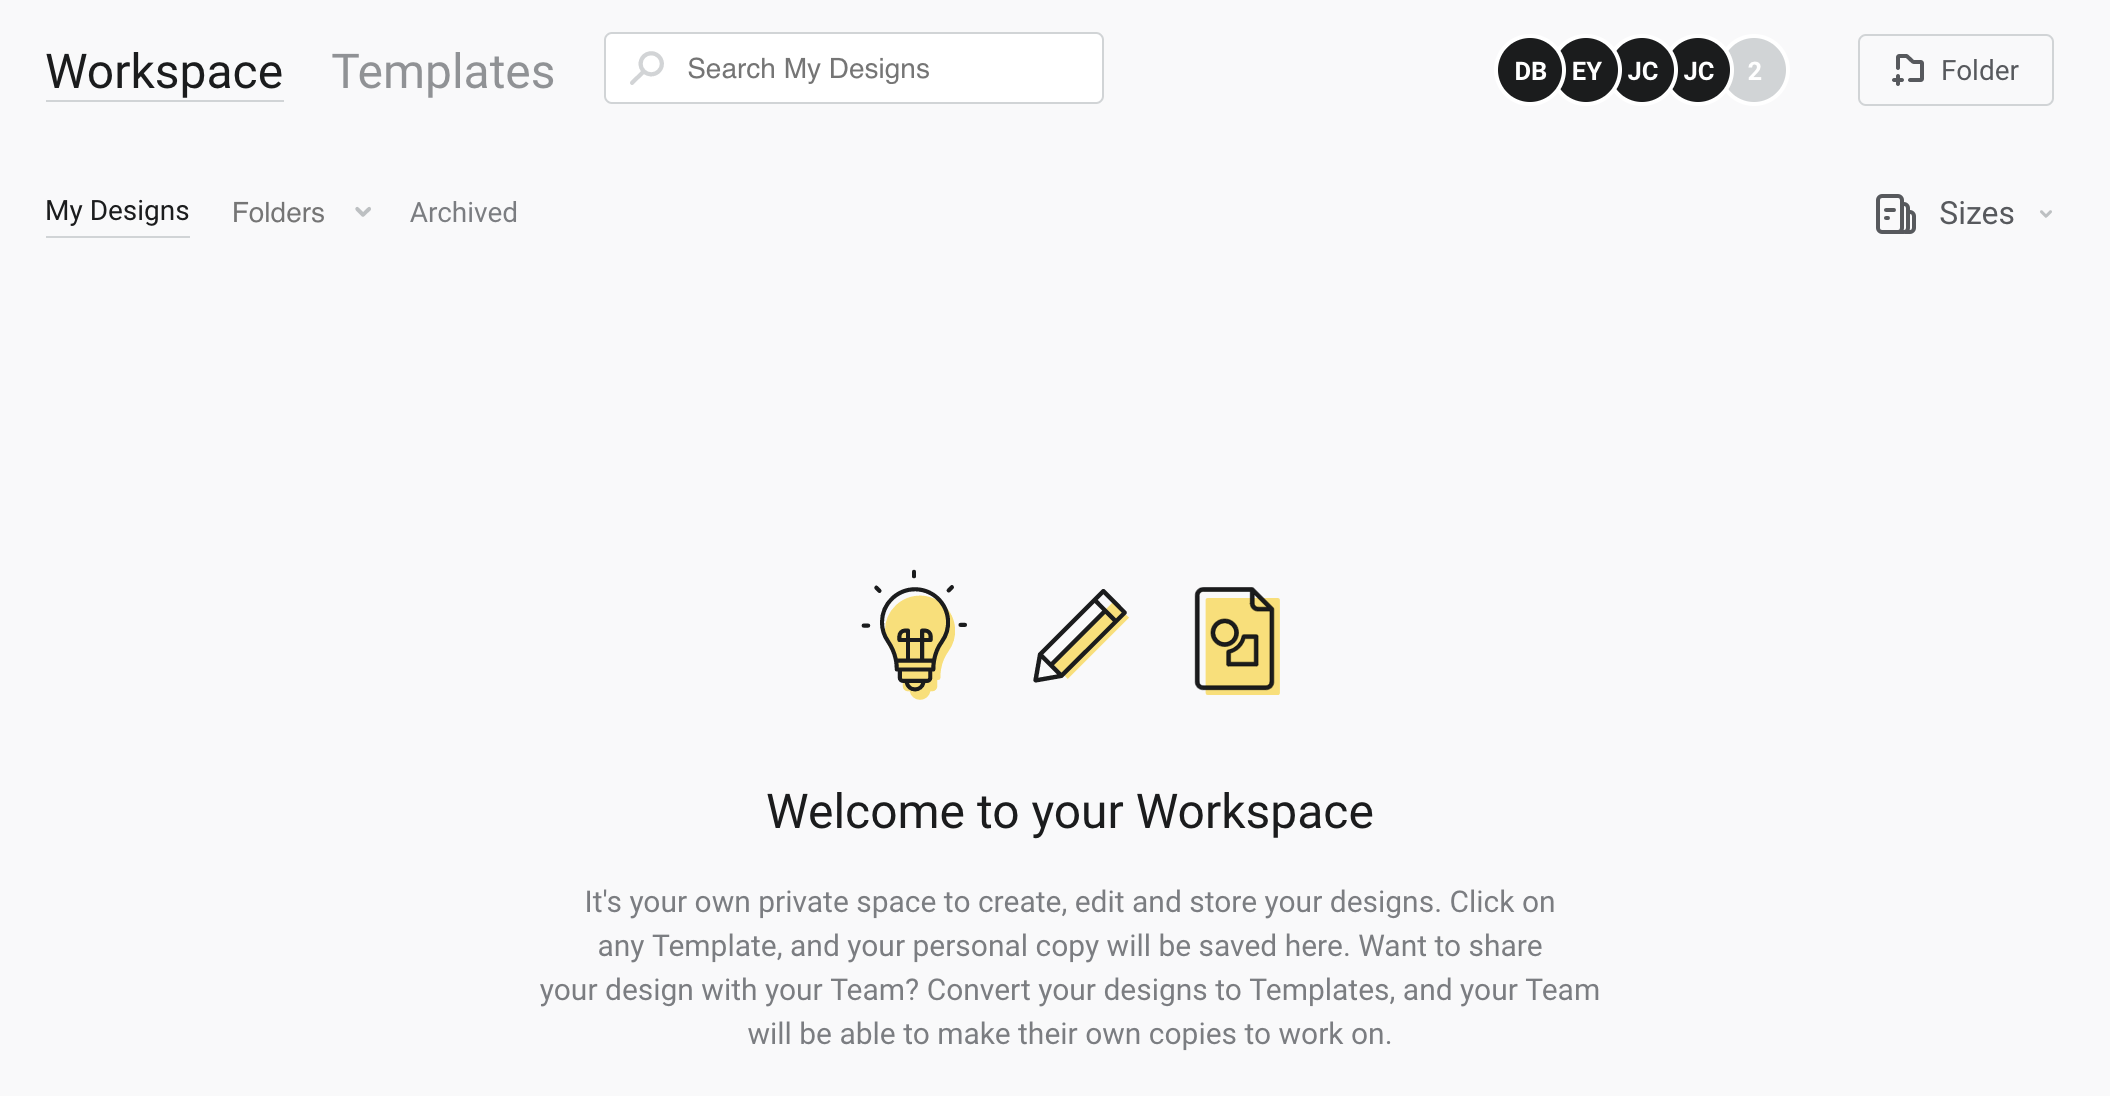 Workspace Templates Search My Designs DB EY JC JC 2 Folder
My Designs Folders Archived Sizes
Welcome to your Workspace
It's your own private space to create, edit and store your designs. Click on
any Template, and your personal copy will be saved here. Want to share
your design with your Team? Convert your designs to Templates, and your Team
will be able to make their own copies to work on.